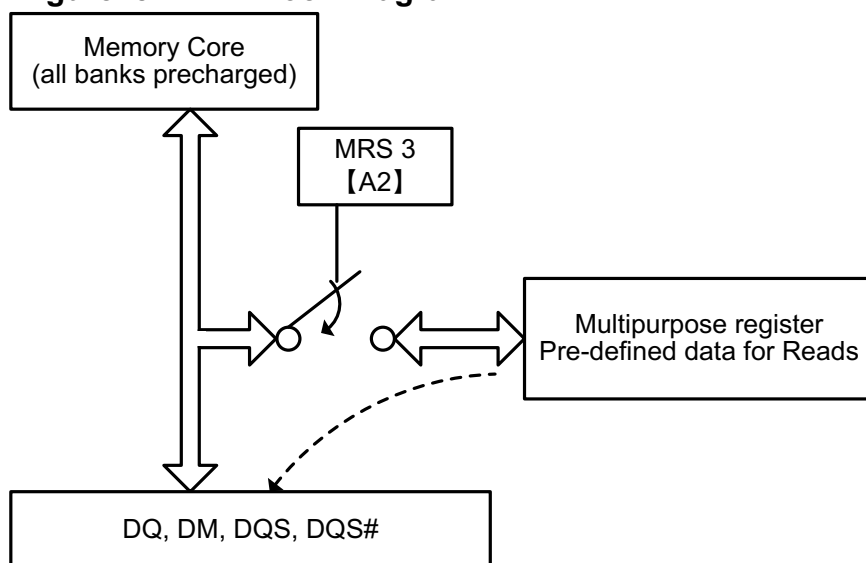 Memory Core
(all banks precharged)
MRS 3
【A2】
Multipurpose register
Pre-defined data for Reads
DQ, DM, DQS, DQS#